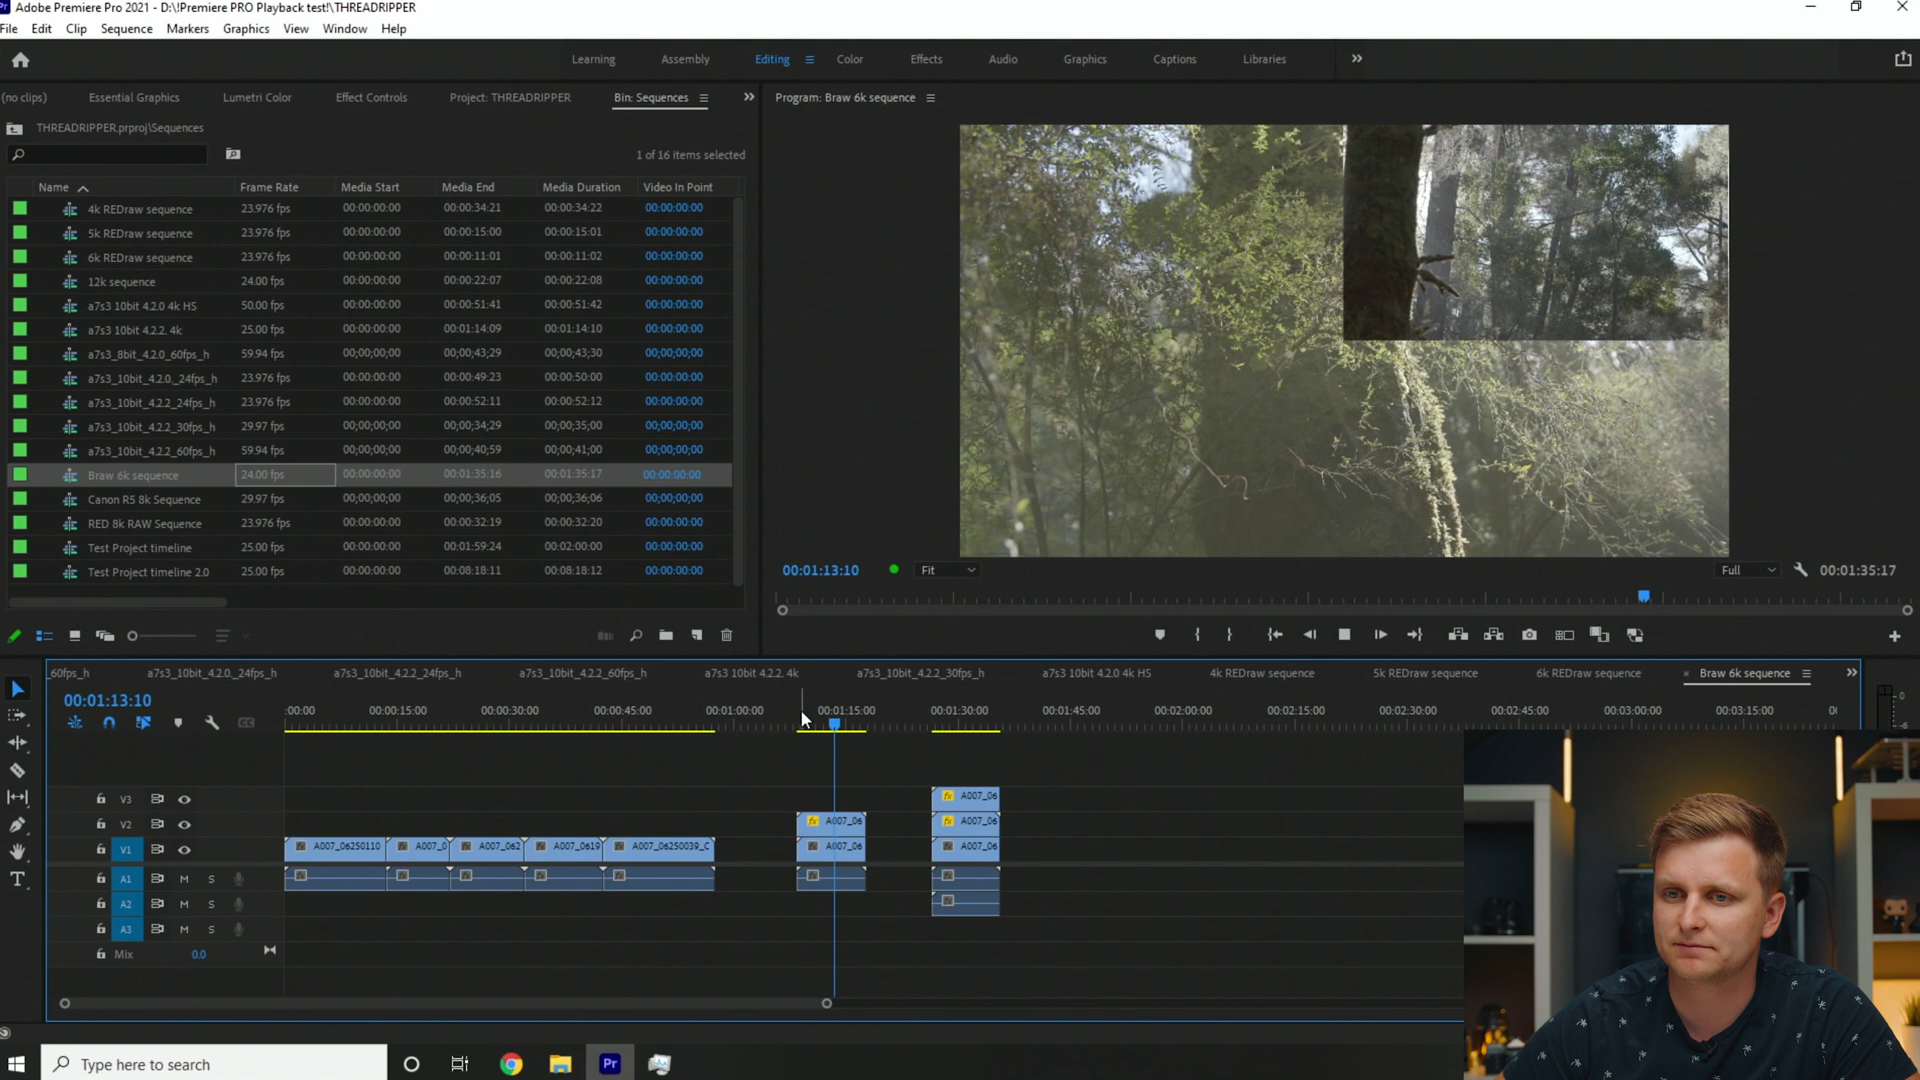 Adobe Premiere Pro 2021 - D:\!Premiere PRO Playback test!\THREADRIPPER
File Edit Clip Sequence Markers Graphics View Window Help
Learning Assembly Editing Color Effects Audio Graphics Captions Libraries
(no clips) Essential Graphics Lumetri Color Effect Controls Project: THREADRIPPER Bin: Sequences
Program: Braw 6k sequence
THREADRIPPER.prproj\Sequences
1 of 16 items selected
Name Frame Rate Media Start Media End Media Duration Video In Point
4k REDraw sequence 23.976 fps 00:00:00:00 00:00:34:21 00:00:34:22 00:00:00:00
5k REDraw sequence 23.976 fps 00:00:00:00 00:00:15:00 00:00:15:01 00:00:00:00
6k REDraw sequence 23.976 fps 00:00:00:00 00:00:11:01 00:00:11:02 00:00:00:00
12k sequence 24.00 fps 00:00:00:00 00:00:22:07 00:00:22:08 00:00:00:00
a7s3 10bit 4.2.0 4k HS 50.00 fps 00:00:00:00 00:00:51:41 00:00:51:42 00:00:00:00
a7s3 10bit 4.2.2. 4k 25.00 fps 00:00:00:00 00:01:14:09 00:01:14:10 00:00:00:00
a7s3_8bit_4.2.0_60fps_h 59.94 fps 00;00;00;00 00;00;43;29 00;00;43;30 00;00;00;00
a7s3_10bit_4.2.0._24fps_h 23.976 fps 00:00:00:00 00:00:49:23 00:00:50:00 00:00:00:00
a7s3_10bit_4.2.2_24fps_h 23.976 fps 00:00:00:00 00:00:52:11 00:00:52:12 00:00:00:00
a7s3_10bit_4.2.2_30fps_h 29.97 fps 00;00;00;00 00;00;34;29 00;00;35;00 00;00;00;00
a7s3_10bit_4.2.2_60fps_h 59.94 fps 00;00;00;00 00;00;40;59 00;00;41;00 00;00;00;00
Braw 6k sequence 24.00 fps 00:00:00:00 00:01:35:16 00:01:35:17 00:00:00:00
Canon R5 8k Sequence 29.97 fps 00;00;00;00 00;00;36;05 00;00;36;06 00;00;00;00
RED 8k RAW Sequence 23.976 fps 00:00:00:00 00:00:32:19 00:00:32:20 00:00:00:00
Test Project timeline 25.00 fps 00:00:00:00 00:01:59:24 00:02:00:00 00:00:00:00
Test Project timeline 2.0 25.00 fps 00:00:00:00 00:08:18:11 00:08:18:12 00:00:00:00
00:01:13:10 Fit Full 00:01:35:17
60fps_h a7s3_10bit_4.2.0._24fps_h a7s3_10bit_4.2.2_24fps_h a7s3_10bit_4.2.2_60fps_h a7s3 10bit 4.2.2. 4k a7s3_10bit_4.2.2_30fps_h a7s3 10bit 4.2.0 4k HS 4k REDraw sequence 5k REDraw sequence 6k REDraw sequence × Braw 6k sequence
00:01:13:10
:00:00 00:00:15:00 00:00:30:00 00:00:45:00 00:01:00:00 00:01:15:00 00:01:30:00 00:01:45:00 00:02:00:00 00:02:15:00 00:02:30:00 00:02:45:00 00:03:00:00 00:03:15:00
V3 fx A007_06
V2 fx A007_06 fx A007_06
V1 fx A007_06250110 fx A007_0 fx A007_062 fx A007_0619 fx A007_06250039_C fx A007_06 fx A007_06
A1 M S fx fx fx fx fx fx fx
A2 M S fx
A3 M S
Mix 0.0
Type here to search
Pr